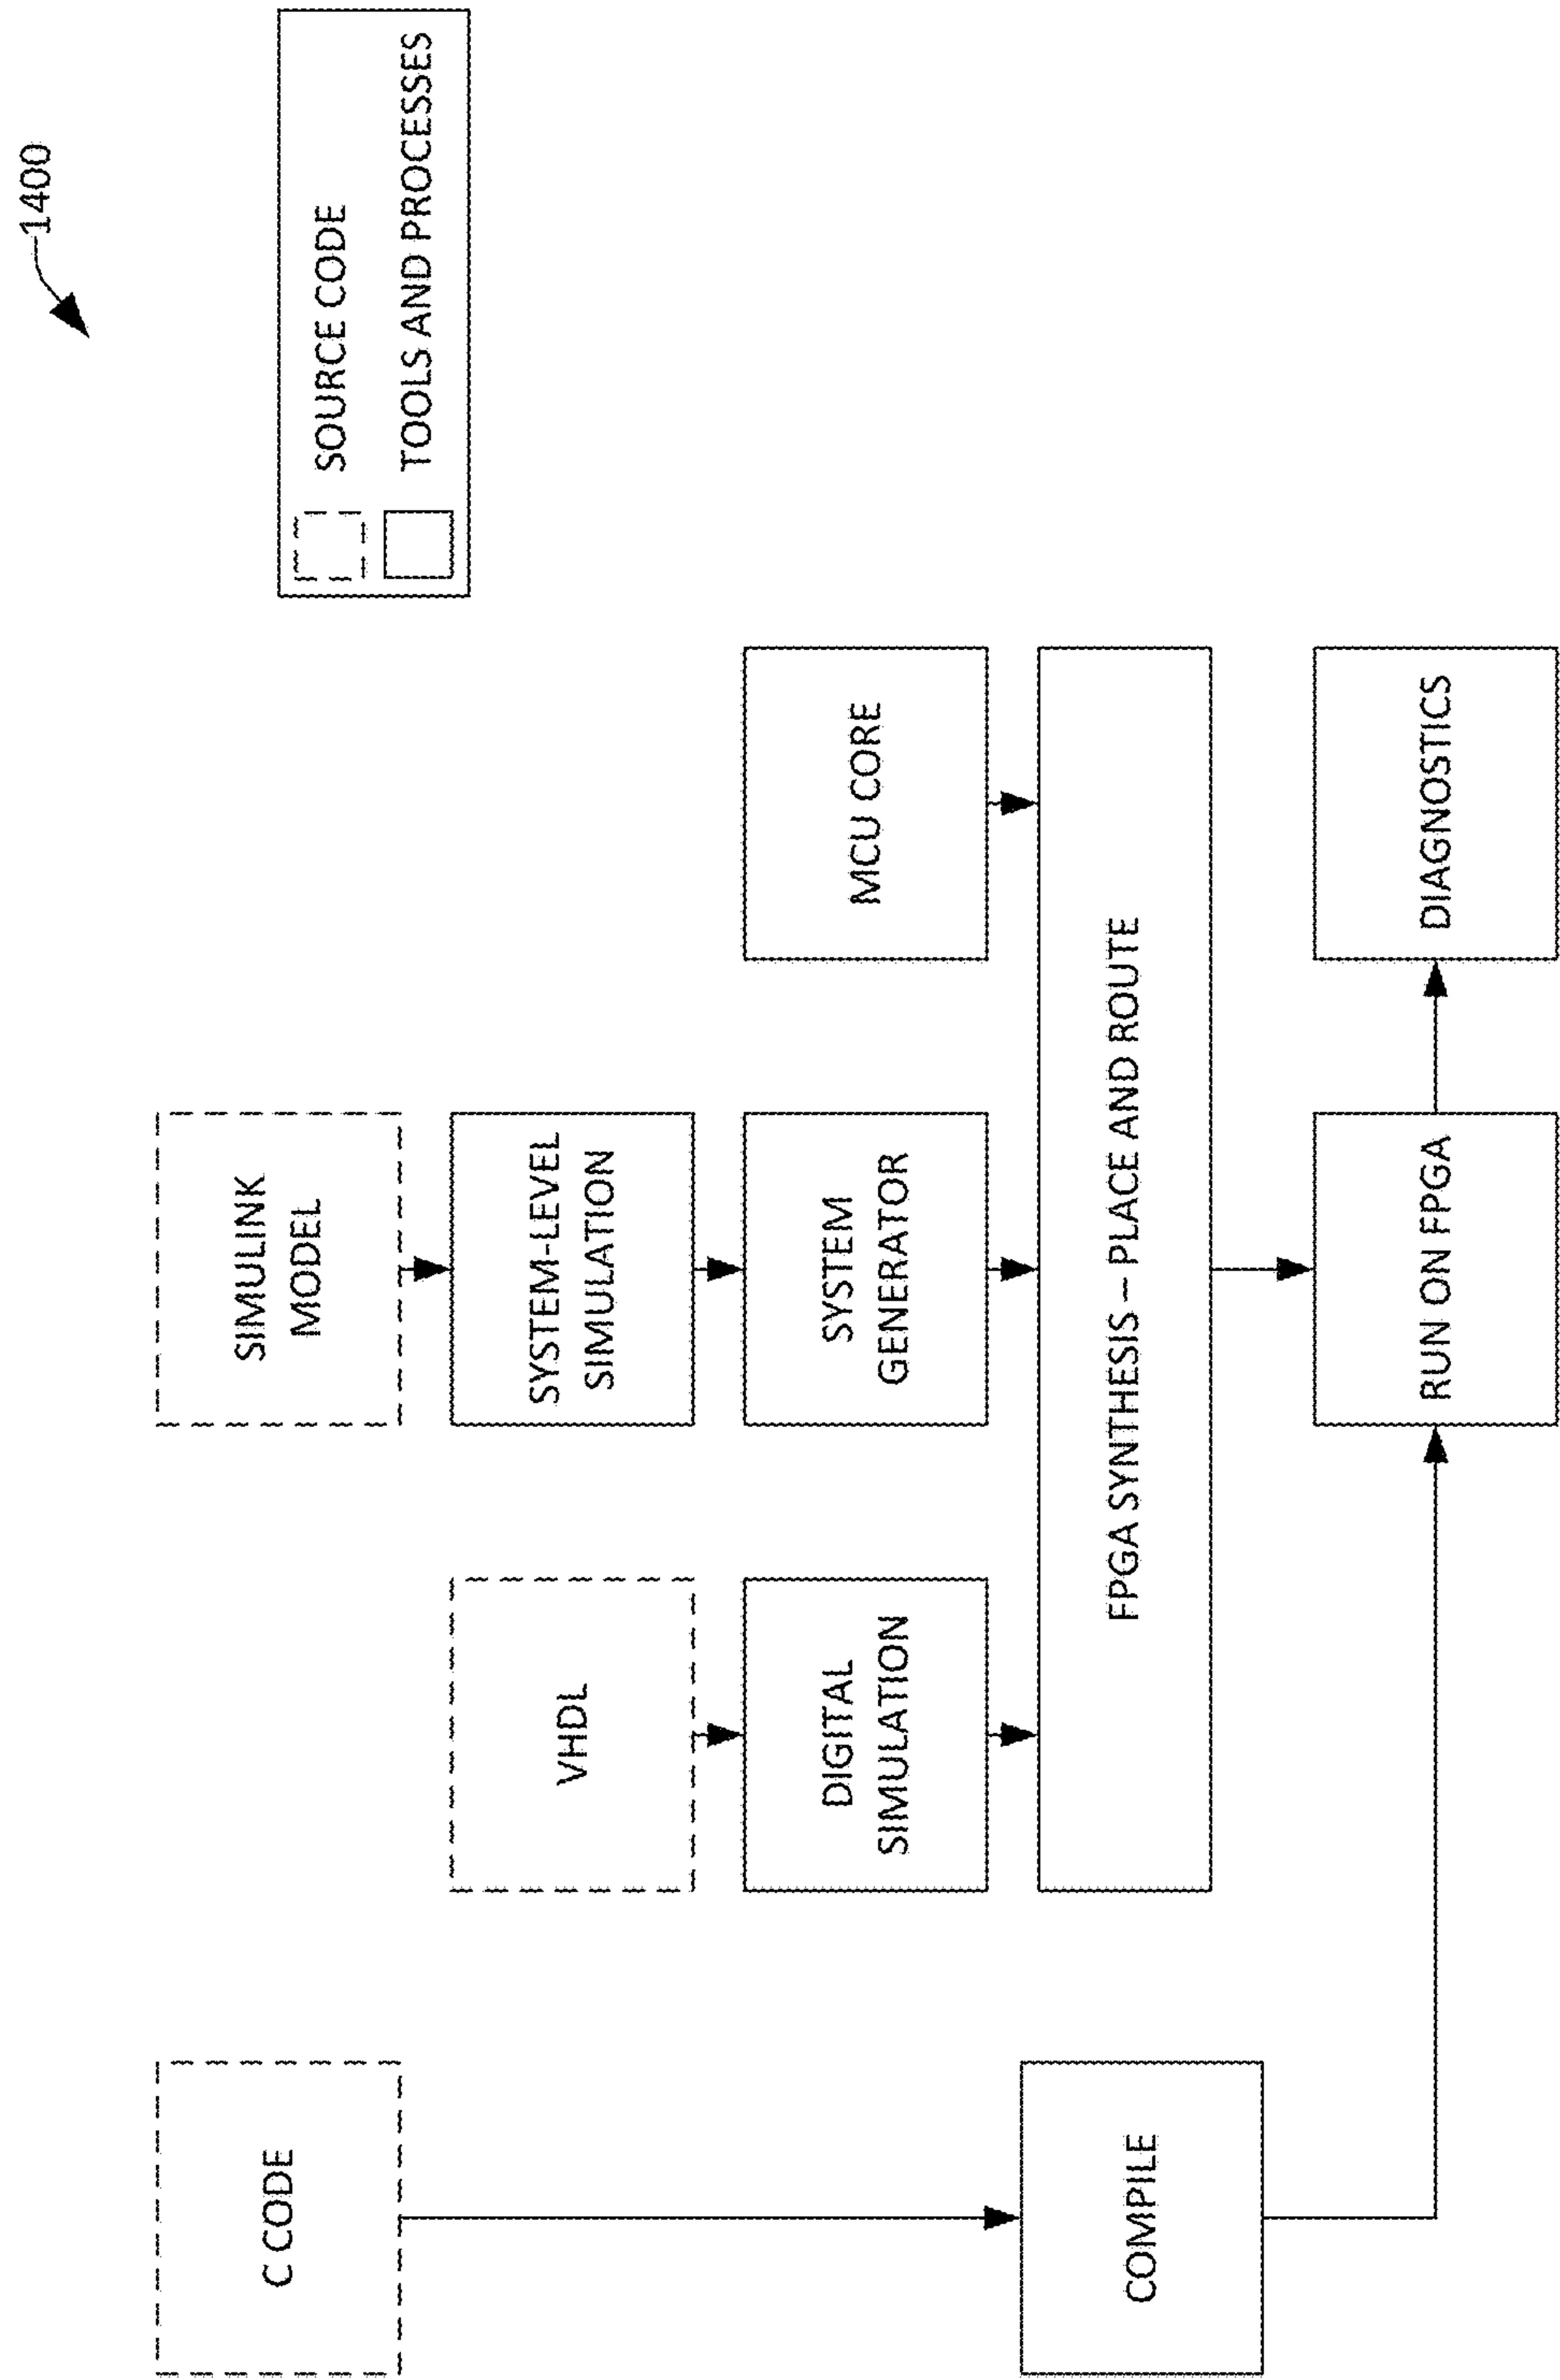 1400
SOURCE CODE
TOOLS AND PROCESSES
C CODE
SIMULINK
MODEL
VHDL
SYSTEM-LEVEL
SIMULATION
DIGITAL
SIMULATION
SYSTEM
GENERATOR
MCU CORE
COMPILE
FPGA SYNTHESIS – PLACE AND ROUTE
RUN ON FPGA
DIAGNOSTICS